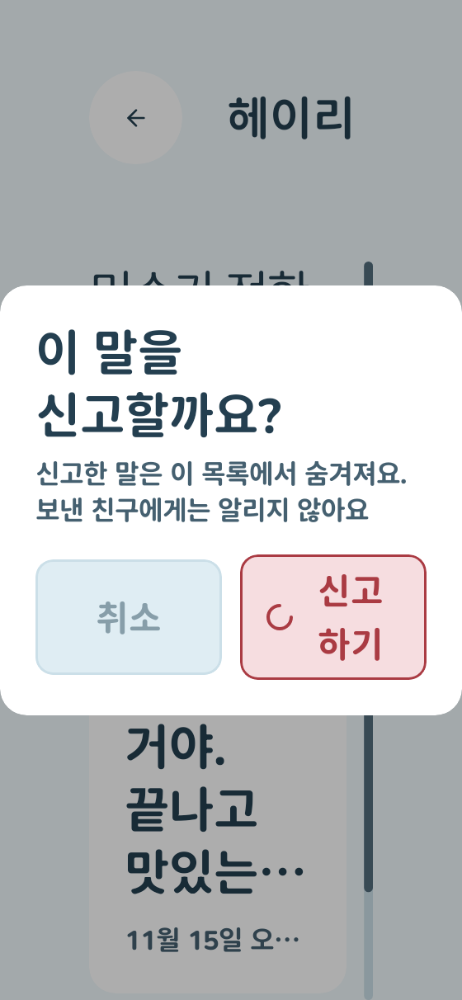 헤이리
이 말을
신고할까요?
신고한 말은 이 목록에서 숨겨져요.
보낸 친구에게는 알리지 않아요
취소
신고
하기
거야.
끝나고
맛있는…
11월 15일 오…